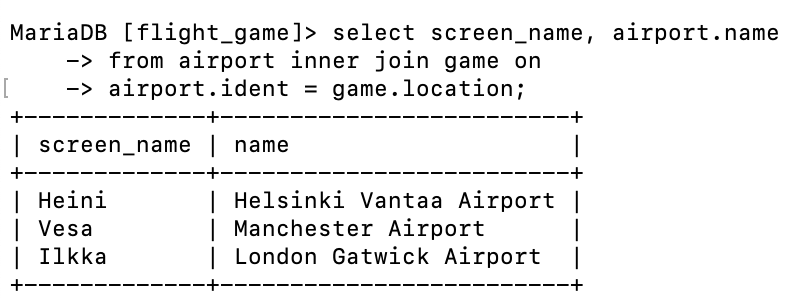 MariaDB [flight_game]> select screen_name, airport.name
    -> from airport inner join game on
[    -> airport.ident = game.location;
+-------------+--------------------------+
| screen_name | name                     |
+-------------+--------------------------+
| Heini       | Helsinki Vantaa Airport  |
| Vesa        | Manchester Airport       |
| Ilkka       | London Gatwick Airport   |
+-------------+--------------------------+